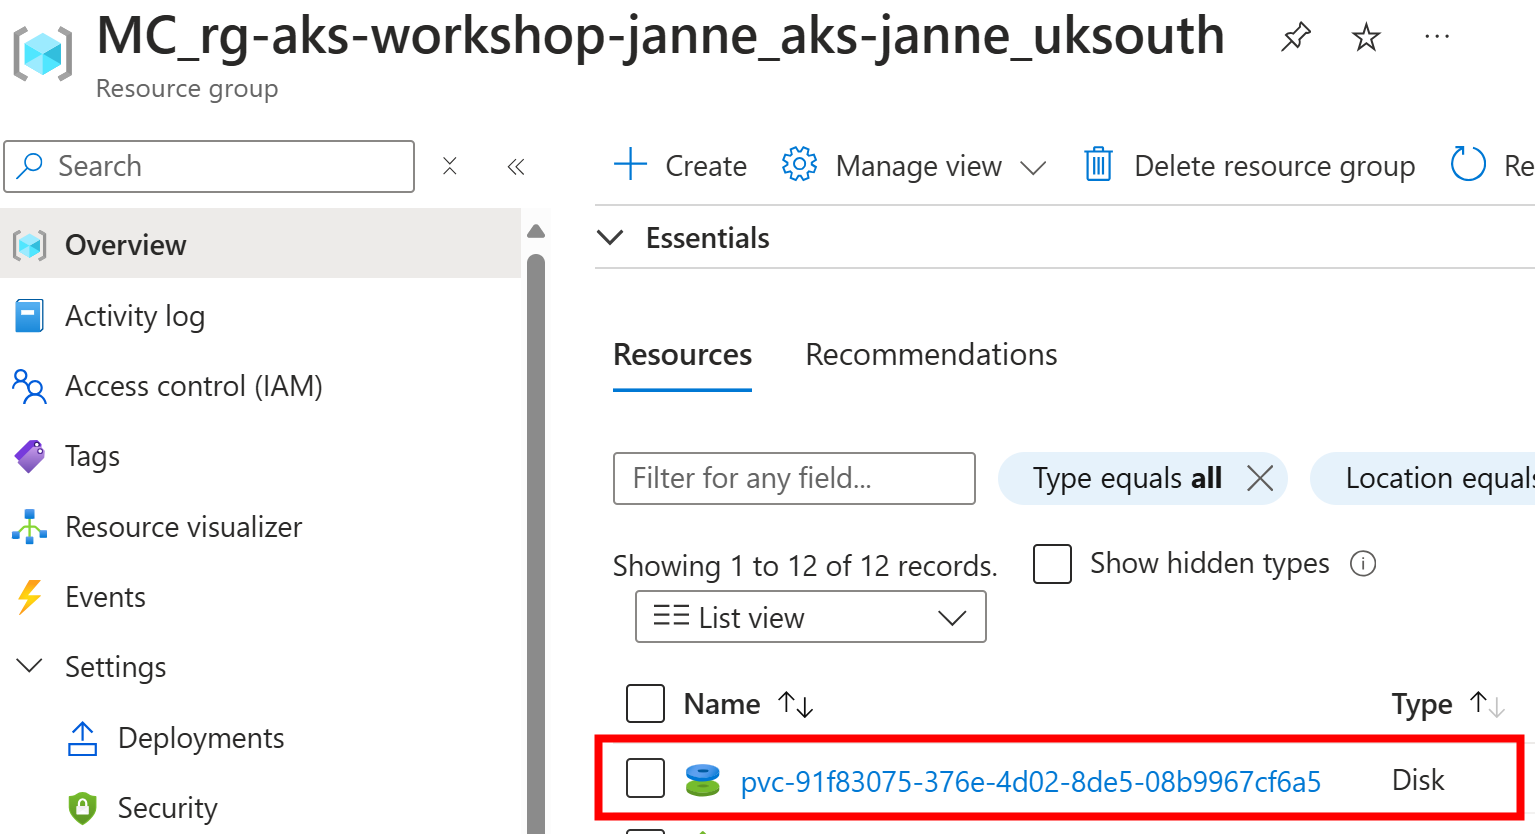 MC_rg-aks-workshop-janne_aks-janne_uksouth
Resource group
Search
Create
Manage view
Delete resource group
Re
Overview
Activity log
Access control (IAM)
Tags
Resource visualizer
Events
Settings
Deployments
Security
Essentials
Resources
Recommendations
Filter for any field...
Type equals all
Location equals
Showing 1 to 12 of 12 records.
Show hidden types
List view
Name
Type
pvc-91f83075-376e-4d02-8de5-08b9967cf6a5
Disk